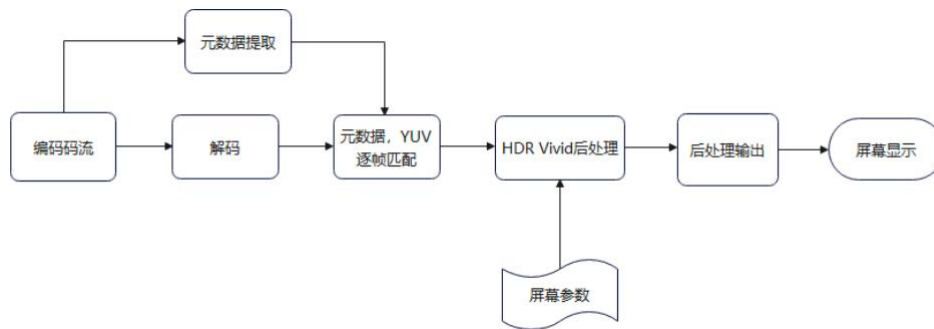 元数据提取
编码码流
解码
元数据，YUV
逐帧匹配
HDR Vivid后处理
后处理输出
屏幕显示
屏幕参数